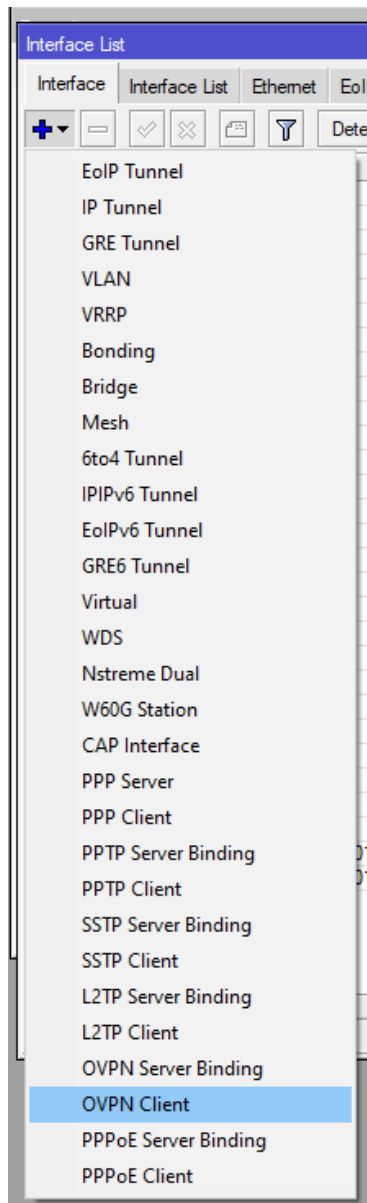 Interface List
Interface Interface List Ethernet EoI
Dete
EoIP Tunnel
IP Tunnel
GRE Tunnel
VLAN
VRRP
Bonding
Bridge
Mesh
6to4 Tunnel
IPIPv6 Tunnel
EoIPv6 Tunnel
GRE6 Tunnel
Virtual
WDS
Nstreme Dual
W60G Station
CAP Interface
PPP Server
PPP Client
PPTP Server Binding
PPTP Client
SSTP Server Binding
SSTP Client
L2TP Server Binding
L2TP Client
OVPN Server Binding
OVPN Client
PPPoE Server Binding
PPPoE Client